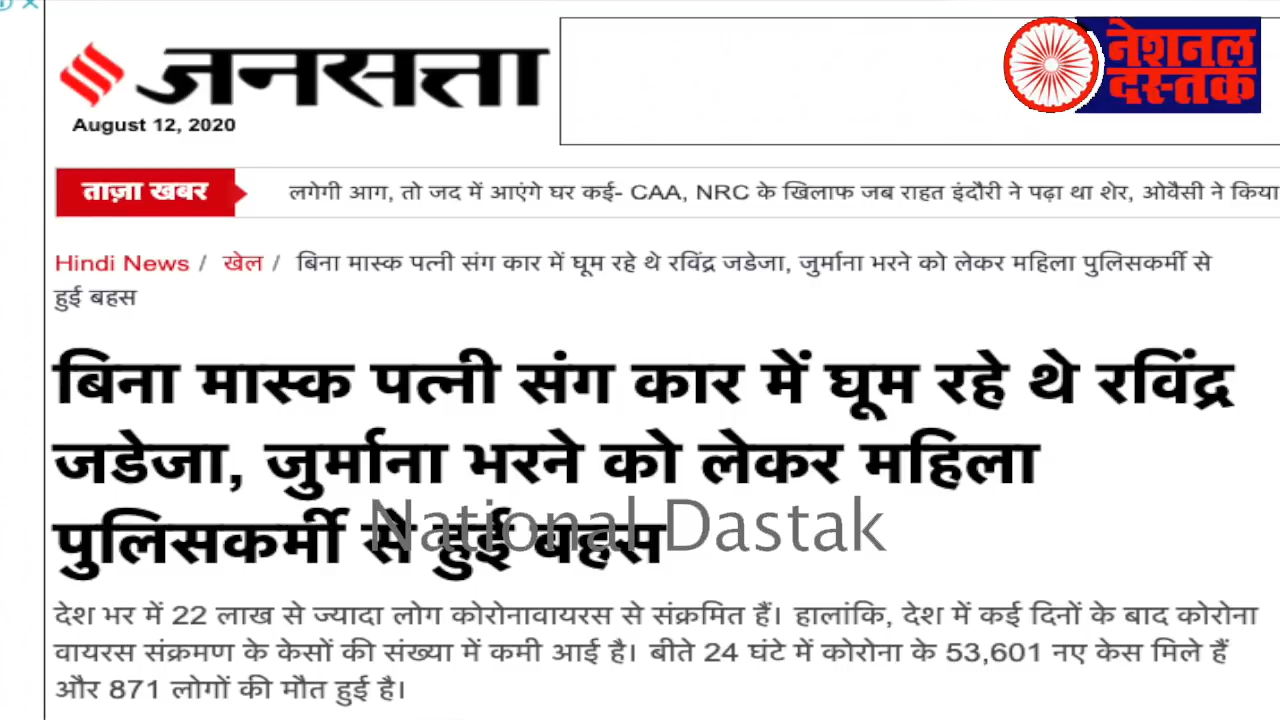 जनसत्ता
August 12, 2020
नेशनल
दस्तक
ताज़ा खबर
लगेगी आग, तो जद में आएंगे घर कई- CAA, NRC के खिलाफ जब राहत इंदौरी ने पढ़ा था शेर, ओवैसी ने किया
Hindi News / खेल / बिना मास्क पत्नी संग कार में घूम रहे थे रविंद्र जडेजा, जुर्माना भरने को लेकर महिला पुलिसकर्मी से
हुई बहस
बिना मास्क पत्नी संग कार में घूम रहे थे रविंद्र
जडेजा, जुर्माना भरने को लेकर महिला
पुलिसकर्मी से हुई बहस
National Dastak
देश भर में 22 लाख से ज्यादा लोग कोरोनावायरस से संक्रमित हैं। हालांकि, देश में कई दिनों के बाद कोरोना
वायरस संक्रमण के केसों की संख्या में कमी आई है। बीते 24 घंटे में कोरोना के 53,601 नए केस मिले हैं
और 871 लोगों की मौत हुई है।